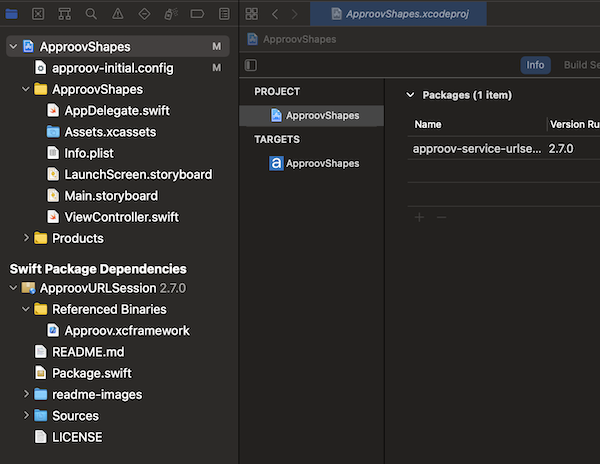 ApproovShapes M
approov-initial.config M
ApproovShapes
AppDelegate.swift
Assets.xcassets
Info.plist
LaunchScreen.storyboard
Main.storyboard
ViewController.swift
Products
Swift Package Dependencies
ApproovURLSession 2.7.0
Referenced Binaries
Approov.xcframework
README.md
Package.swift
readme-images
Sources
LICENSE
ApproovShapes.xcodeproj
ApproovShapes
Info Build Se
PROJECT
ApproovShapes
TARGETS
a ApproovShapes
Packages (1 item)
Name Version Ru
approov-service-urlse... 2.7.0